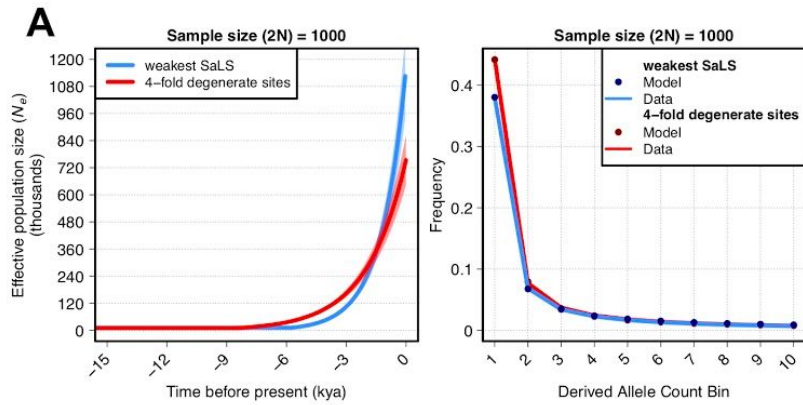 A
Sample size (2N) = 1000
Effective population size (Nₑ)
(thousands)
1200
1080
960
840
720
600
480
360
240
120
0
weakest SaLS
4−fold degenerate sites
−15
−12
−9
−6
−3
0
Time before present (kya)
Sample size (2N) = 1000
Frequency
0.4
0.3
0.2
0.1
0
weakest SaLS
Model
Data
4−fold degenerate sites
Model
Data
1
2
3
4
5
6
7
8
9
10
Derived Allele Count Bin